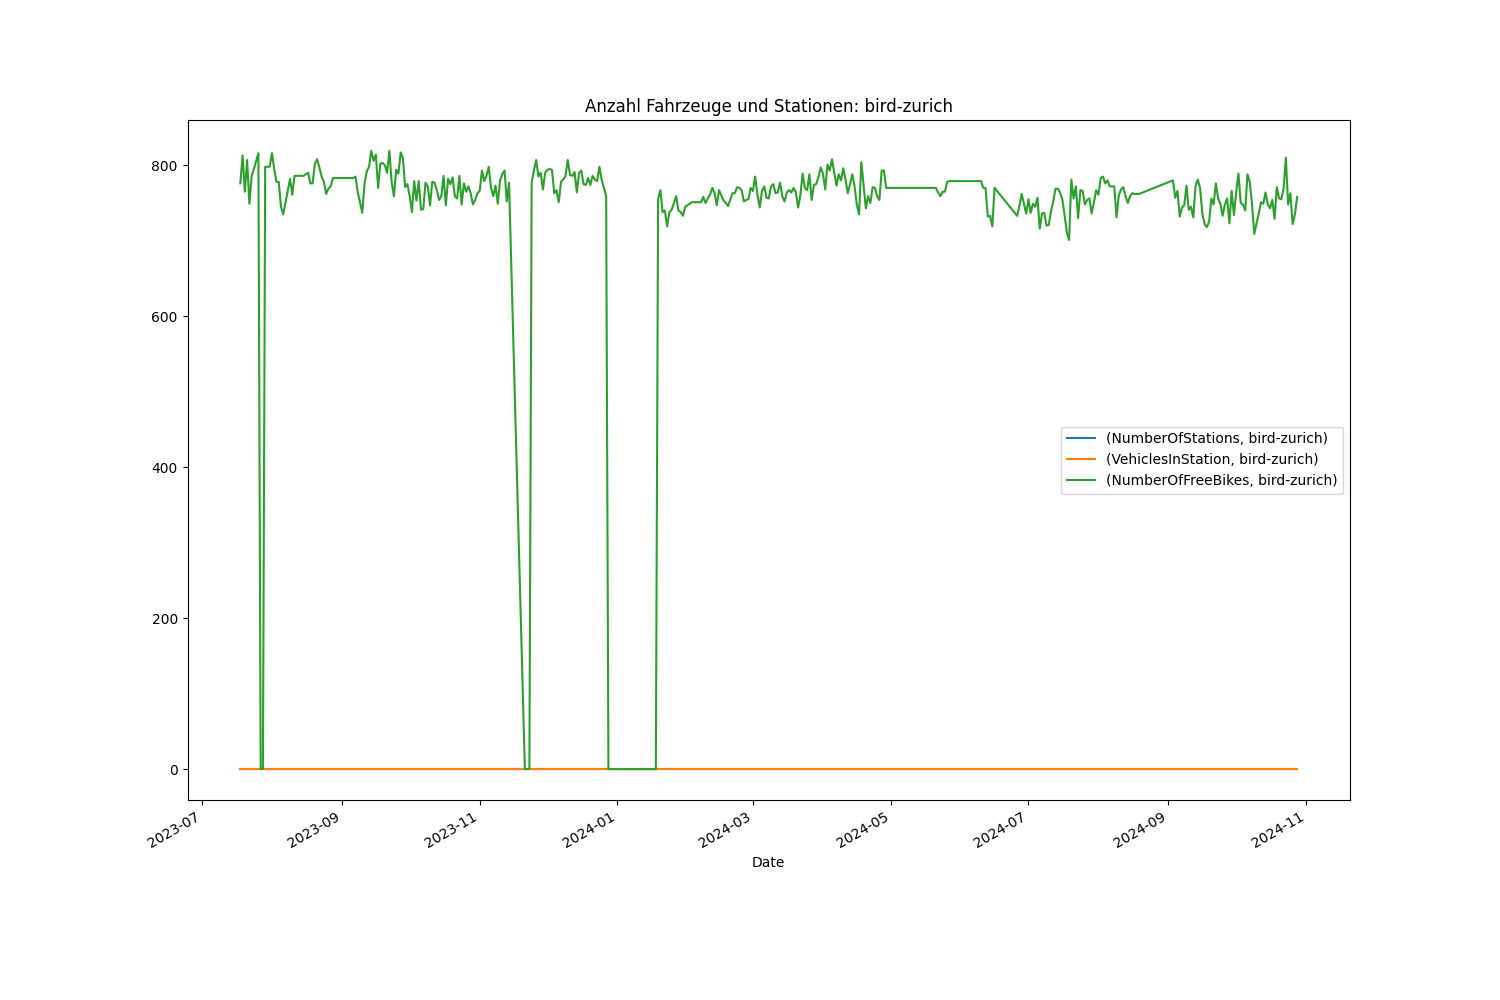 Anzahl Fahrzeuge und Stationen: bird-zurich
800
600
400
200
0
(NumberOfStations, bird-zurich)
(VehiclesInStation, bird-zurich)
(NumberOfFreeBikes, bird-zurich)
2023-07
2023-09
2023-11
2024-01
2024-03
2024-05
2024-07
2024-09
2024-11
Date